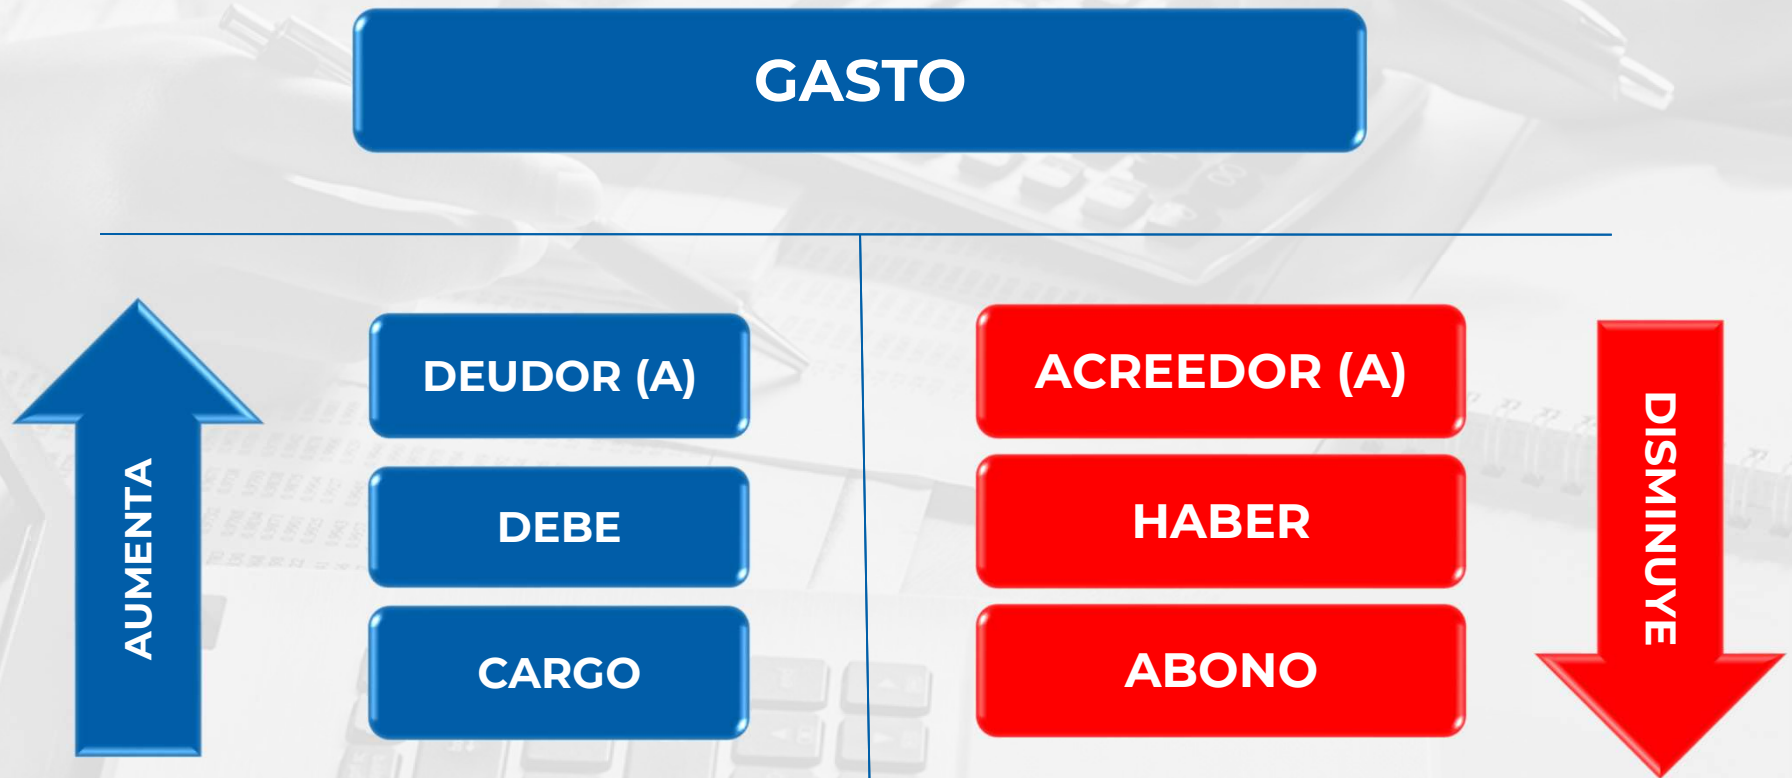 GASTO
AUMENTA
DEUDOR (A)
DEBE
CARGO
ACREEDOR (A)
HABER
ABONO
DISMINUYE